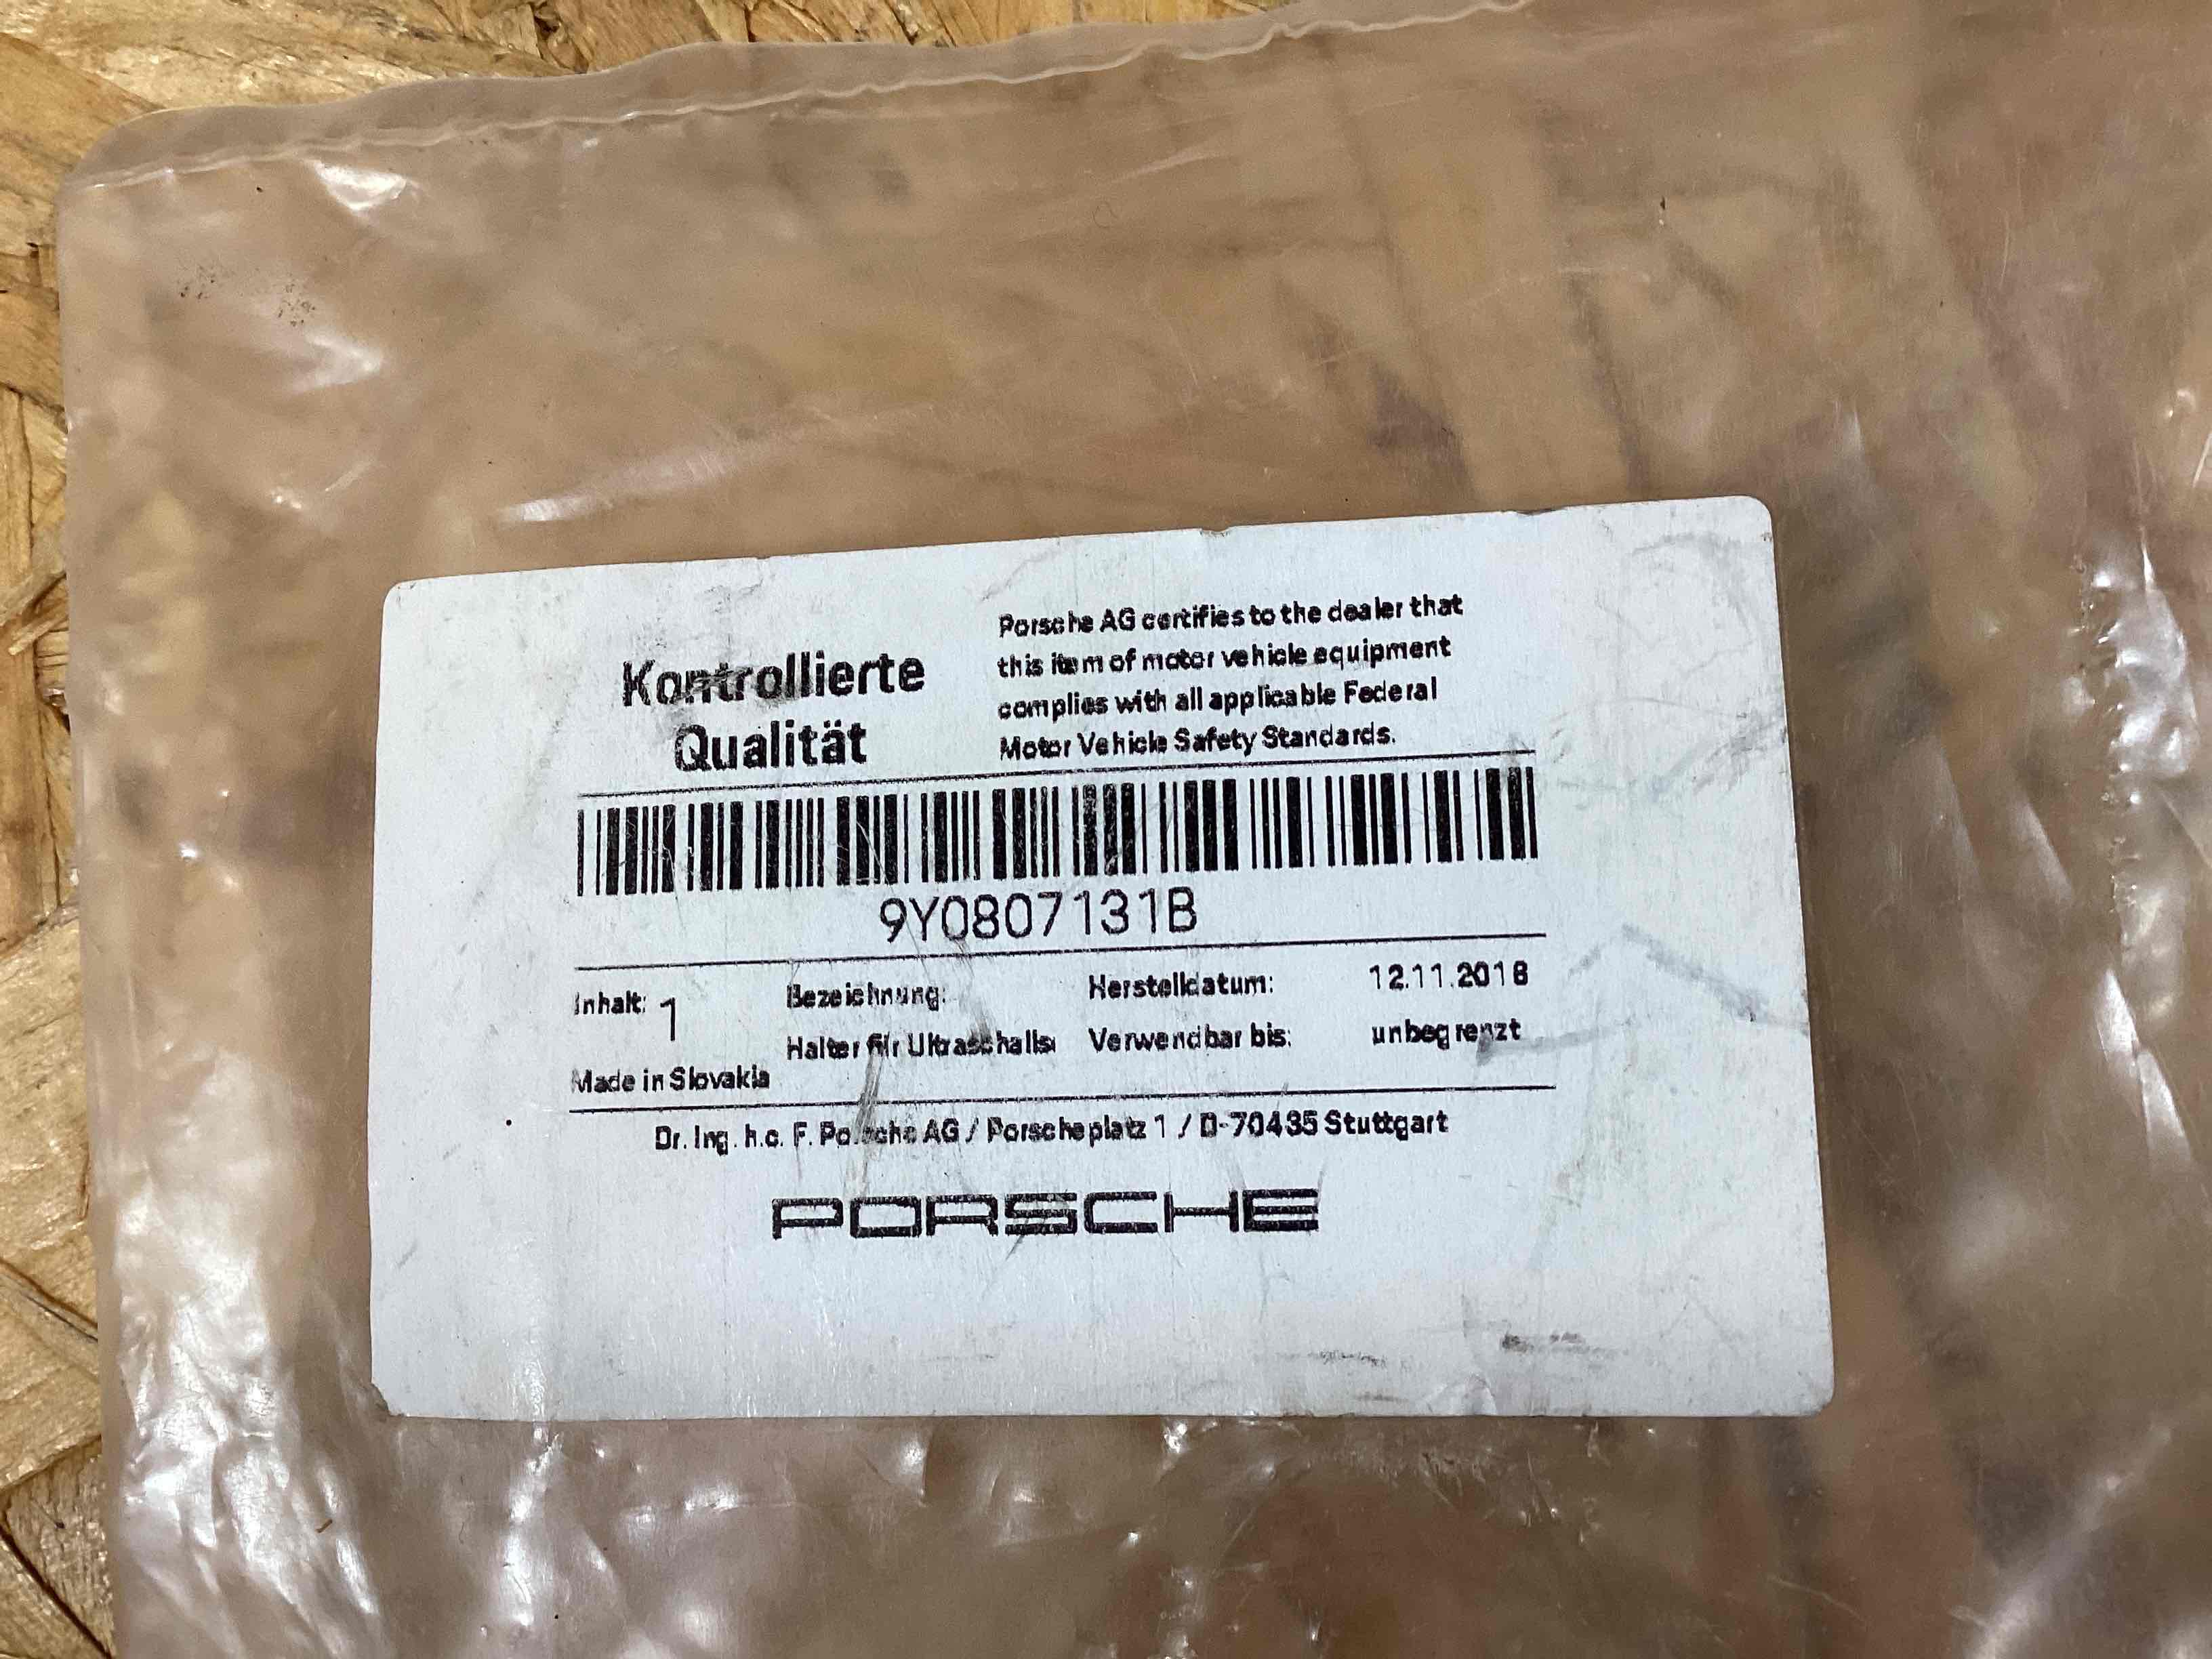 Kontrollierte
Qualität
Porsche AG certifies to the dealer that
this item of motor vehicle equipment
complies with all applicable Federal
Motor Vehicle Safety Standards.
9Y0807131B
Inhalt: 1
Made in Slovakia
Bezeichnung:
Halter für Ultraschalls
Herstelldatum: 12.11.2018
Verwendbar bis: unbegrenzt
Dr. Ing. h.c. F. Porsche AG / Porscheplatz 1 / D-70435 Stuttgart
PORSCHE